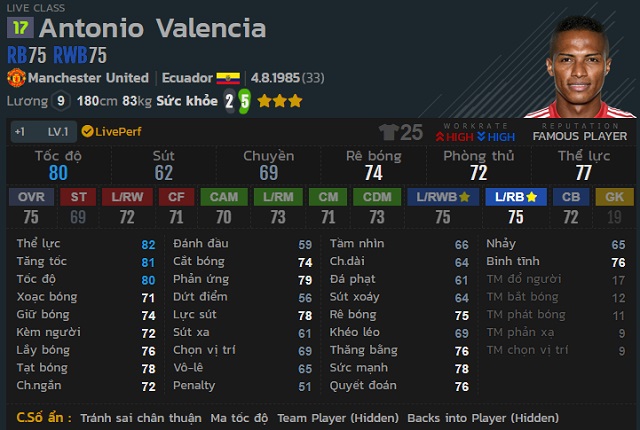 LIVE CLASS
17 Antonio Valencia
RB75 RWB75
Manchester United | Ecuador | 4.8.1985(33)
Lương 9 180cm 83kg Sức khỏe 2 5
+1 LV.1 LivePerf 25 WORKRATE HIGH HIGH REPUTATION FAMOUS PLAYER
Tốc độ Sút Chuyền Rê bóng Phòng thủ Thể lực
80 62 69 74 72 77
OVR ST L/RW CF CAM L/RM CM CDM L/RWB L/RB CB GK
75 69 72 71 70 73 71 73 75 75 72 19
Thể lực 82 Đánh đầu 59 Tầm nhìn 66 Nhảy 65
Tăng tốc 81 Cắt bóng 74 Ch.dài 64 Bình tĩnh 76
Tốc độ 80 Phản ứng 79 Đá phạt 61 TM đổ người 17
Xoạc bóng 71 Dứt điểm 56 Sút xoáy 64 TM bắt bóng 12
Giữ bóng 74 Lực sút 78 Rê bóng 75 TM phát bóng 11
Kèm người 72 Sút xa 61 Khéo léo 69 TM phản xạ 9
Lấy bóng 76 Chọn vị trí 69 Thăng bằng 76 TM chọn vị trí 9
Tạt bóng 78 Vô-lê 65 Sức mạnh 78
Ch.ngắn 72 Penalty 51 Quyết đoán 76
C.Số ẩn : Tránh sai chân thuận Ma tốc độ Team Player (Hidden) Backs into Player (Hidden)